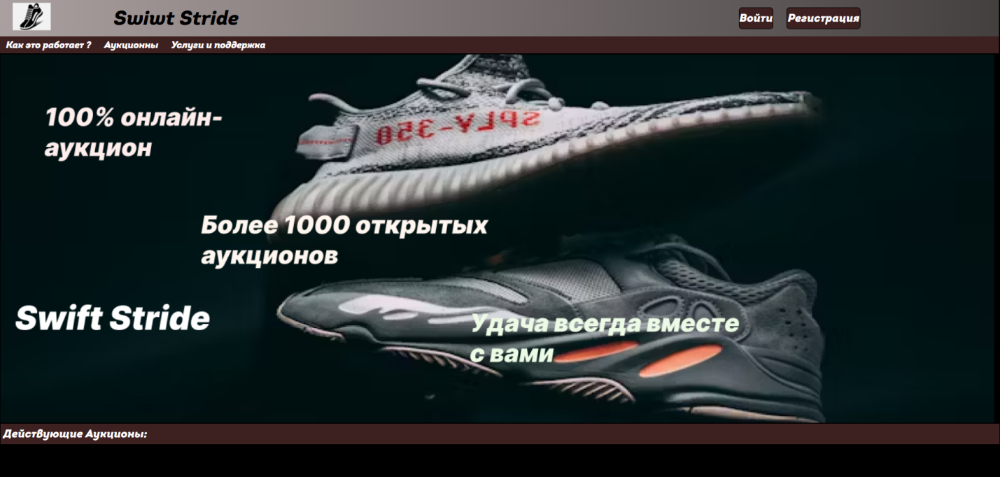 Swiwt Stride
Войти
Регистрация
Как это работает ?
Аукционны
Услуги и поддержка
100% онлайн-
аукцион
SPLY-350
Более 1000 открытых
аукционов
Swift Stride
Удача всегда вместе
с вами
Действующие Аукционы: